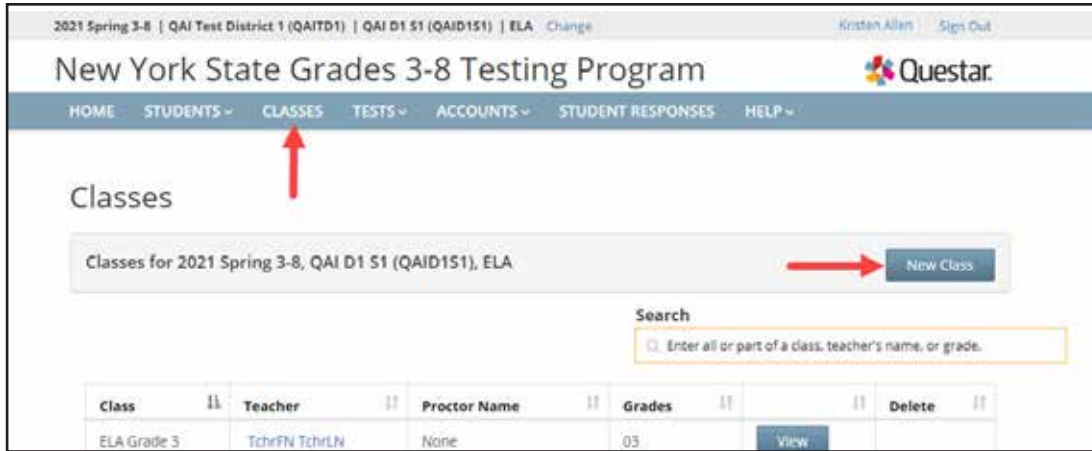 2021 Spring 3-8 | QAI Test District 1 (QAITD1) | QAI D1 S1 (QAID1S1) | ELA Change Kristen Allen Sign Out
New York State Grades 3-8 Testing Program Questar
HOME STUDENTS CLASSES TESTS ACCOUNTS STUDENT RESPONSES HELP
Classes
Classes for 2021 Spring 3-8, QAI D1 S1 (QAID1S1), ELA New Class
Search
Enter all or part of a class, teacher's name, or grade.
Class Teacher Proctor Name Grades Delete
ELA Grade 3 TchrFN TchrLN None 03 View